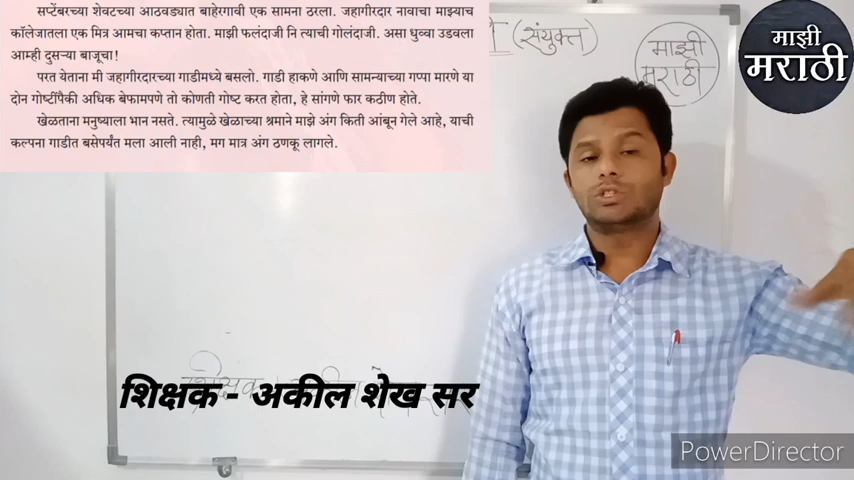 सप्टेंबरच्या शेवटच्या आठवड्यात बाहेरगावी एक सामना ठरला. जहागीरदार नावाचा माझ्याच
कॉलेजातला एक मित्र आमचा कप्तान होता. माझी फलंदाजी नि त्याची गोलंदाजी. असा धुव्वा उडवला
आम्ही दुसऱ्या बाजूचा!
परत येताना मी जहागीरदारच्या गाडीमध्ये बसलो. गाडी हाकणे आणि सामन्याच्या गप्पा मारणे या
दोन गोष्टींपैकी अधिक बेफामपणे तो कोणती गोष्ट करत होता, हे सांगणे फार कठीण होते.
खेळताना मनुष्याला भान नसते. त्यामुळे खेळाच्या श्रमाने माझे अंग किती आंबून गेले आहे, याची
कल्पना गाडीत बसेपर्यंत मला आली नाही, मग मात्र अंग ठणकू लागले.
(संयुक्त)
माझी
मराठी
माझी
मराठी
शिक्षक - अकील शेख सर
PowerDirector